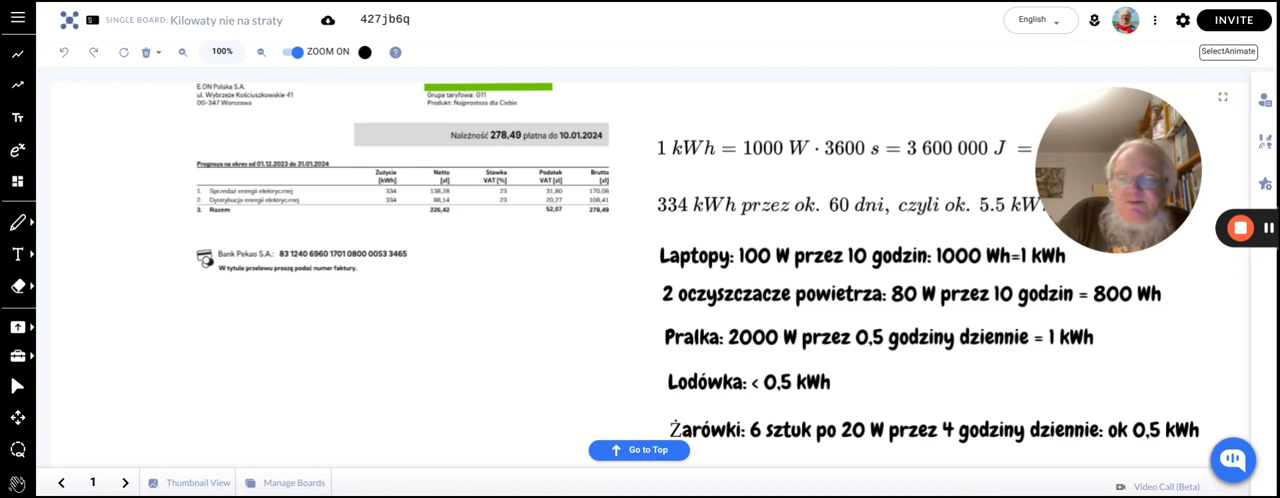 SINGLE BOARD: Kilowaty nie na straty
427jb6q
English
INVITE
100%
ZOOM ON
?
SelectAnimate
E.ON Polska S.A.
ul. Wybrzeże Kościuszkowskie 41
00-347 Warszawa
Grupa taryfowa: G11
Produkt: Najprostsza dla Ciebie
Należność 278,49 płatna do 10.01.2024
Prognoza na okres od 01.12.2023 do 31.01.2024
Zużycie [kWh] Netto [zł] Stawka VAT [%] Podatek VAT [zł] Brutto [zł]
1. Sprzedaż energii elektrycznej 334 138,28 23 31,80 170,08
2. Dystrybucja energii elektrycznej 334 88,14 23 20,27 108,41
3. Razem 226,42 52,07 278,49
Bank Pekao S.A.: 83 1240 6960 1701 0800 0053 3465
W tytule przelewu proszę podać numer faktury.
1 kWh = 1000 W · 3600 s = 3 600 000 J =
334 kWh przez ok. 60 dni, czyli ok. 5.5 kW
Laptopy: 100 W przez 10 godzin: 1000 Wh=1 kWh
2 oczyszczacze powietrza: 80 W przez 10 godzin = 800 Wh
Pralka: 2000 W przez 0,5 godziny dziennie = 1 kWh
Lodówka: < 0,5 kWh
Żarówki: 6 sztuk po 20 W przez 4 godziny dziennie: ok 0,5 kWh
Go to Top
1
Thumbnail View
Manage Boards
Video Call (Beta)